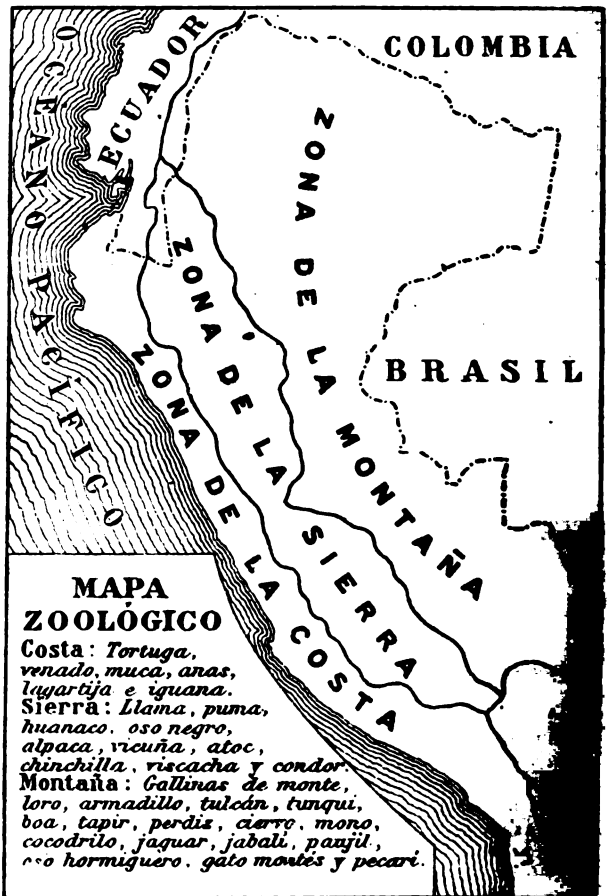 COLOMBIA
ECUADOR
OCÉANO PACÍFICO
ZONA DE LA MONTAÑA
ZONA DE LA SIERRA
ZONA DE LA COSTA
BRASIL
MAPA
ZOOLÓGICO
Costa: Tortuga,
venado, muca, anas,
lagartija e iguana.
Sierra: Llama, puma,
huanaco, oso negro,
alpaca, vicuña, atoc,
chinchilla, viscacha y condor.
Montaña: Gallinas de monte,
loro, armadillo, tulcán, tunqui,
boa, tapir, perdiz, ciervo, mono,
cocodrilo, jaguar, jabalí, paujil,
oso hormiguero, gato montés y pecarí.